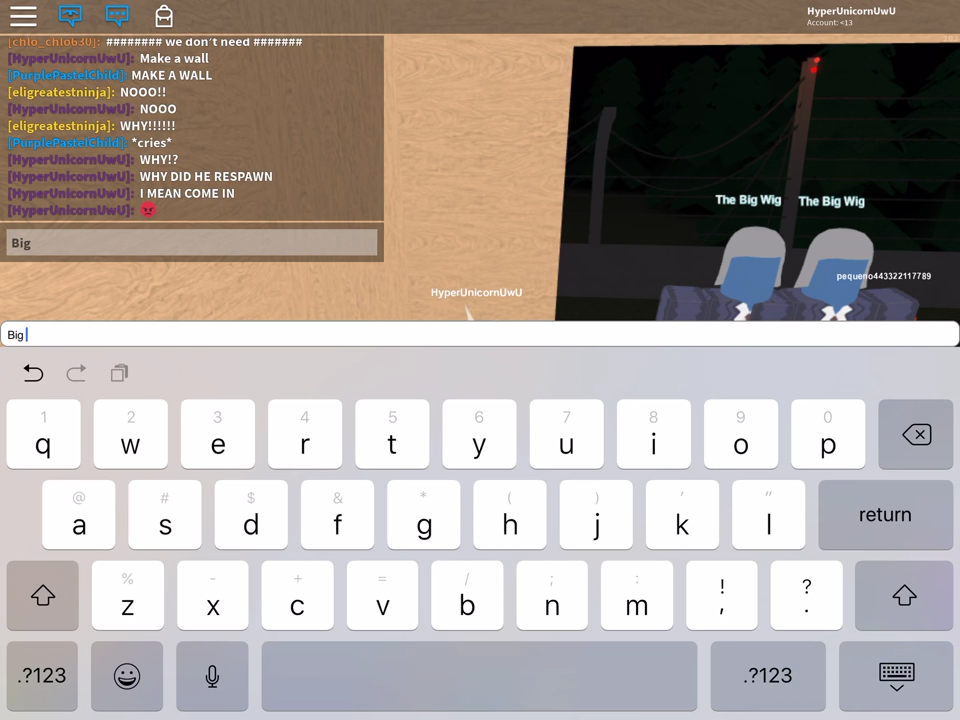 HyperUnicornUwU
Account: <13
[chlo_chlo630]: ######## we don't need #######
[HyperUnicornUwU]: Make a wall
[PurplePastelChild]: MAKE A WALL
[eligreatestninja]: NOOO!!
[HyperUnicornUwU]: NOOO
[eligreatestninja]: WHY!!!!!!
[PurplePastelChild]: *cries*
[HyperUnicornUwU]: WHY!?
[HyperUnicornUwU]: WHY DID HE RESPAWN
[HyperUnicornUwU]: I MEAN COME IN
[HyperUnicornUwU]: 😡
Big
The Big Wig The Big Wig
pequeno443322117789
HyperUnicornUwU
Big
1 2 3 4 5 6 7 8 9 0
q w e r t y u i o p
@ # $ & * ( ) ' "
a s d f g h j k l return
% - + = / ; : ! ?
z x c v b n m , .
.?123 .?123